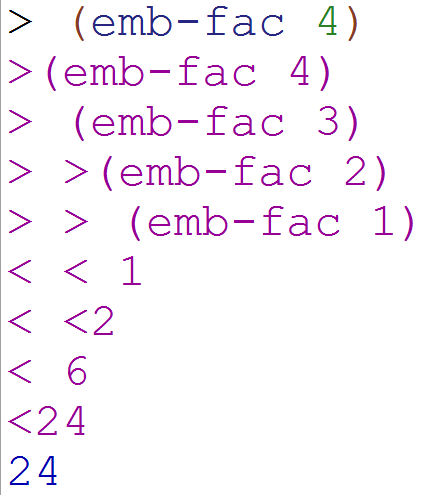 > (emb-fac 4)
>(emb-fac 4)
> (emb-fac 3)
> >(emb-fac 2)
> > (emb-fac 1)
< < 1
< <2
< 6
<24
24